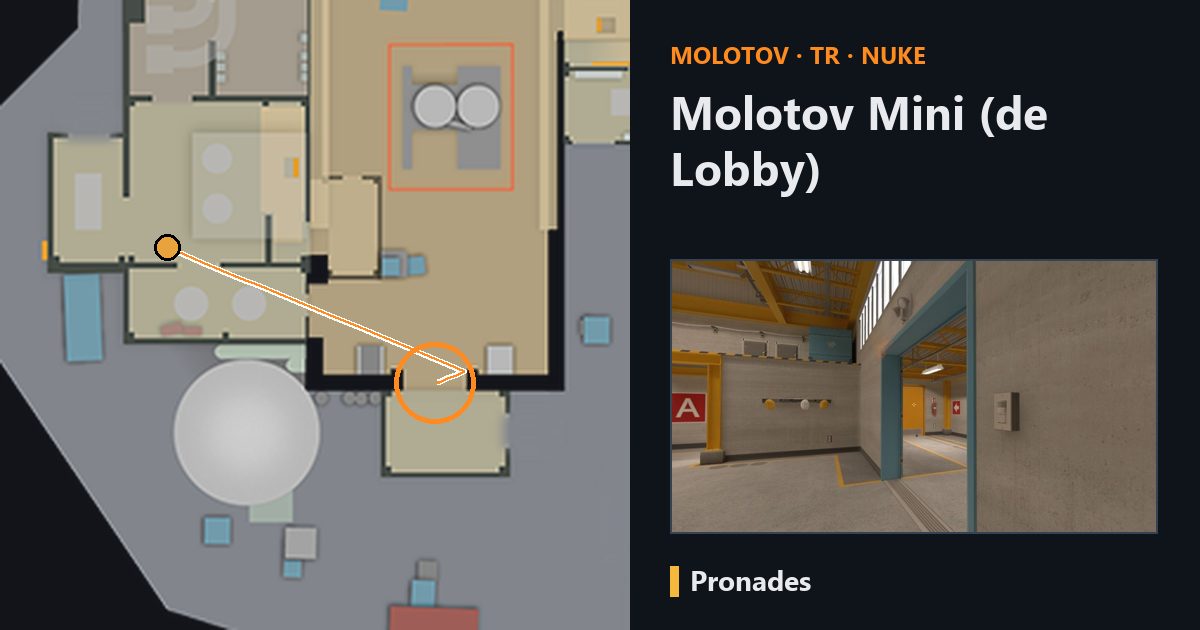 MOLOTOV · TR · NUKE
Molotov Mini (de
Lobby)
A
Pronades